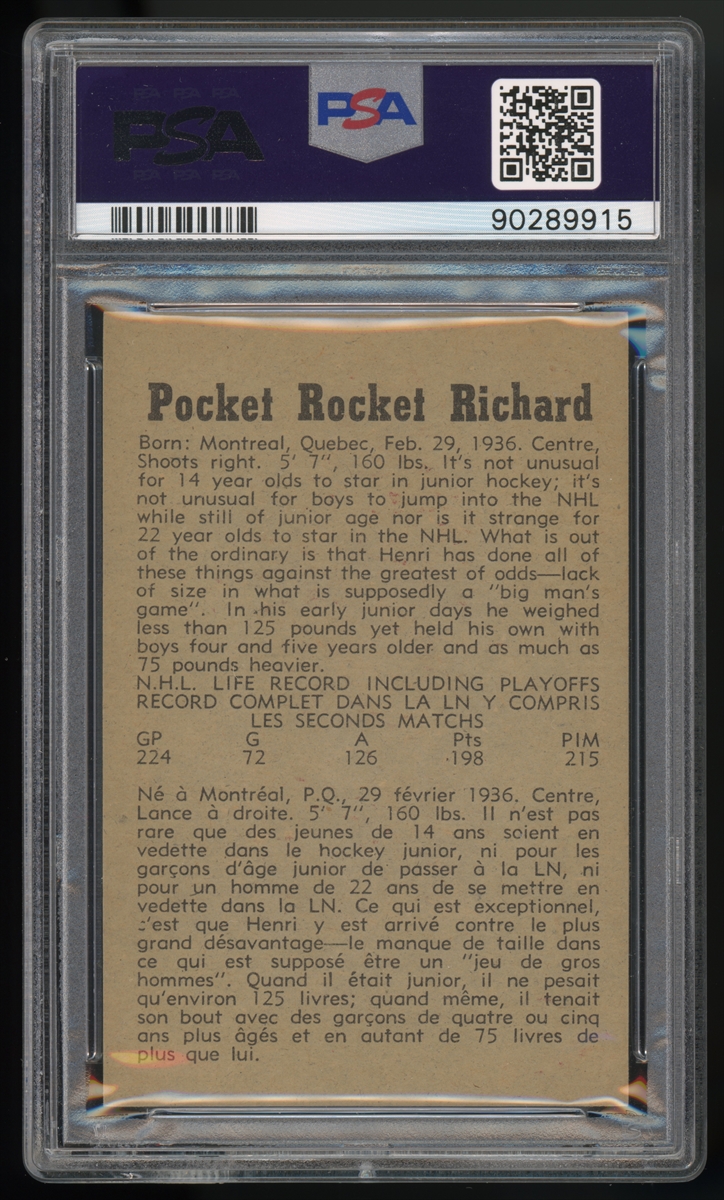 PSA PSA PSA
PSA
PSA PSA PSA
PSA
90289915
Pocket Rocket Richard
Born: Montreal, Quebec, Feb. 29, 1936. Centre,
Shoots right. 5' 7", 160 lbs. It's not unusual
for 14 year olds to star in junior hockey; it's
not unusual for boys to jump into the NHL
while still of junior age nor is it strange for
22 year olds to star in the NHL. What is out
of the ordinary is that Henri has done all of
these things against the greatest of odds—lack
of size in what is supposedly a "big man's
game". In his early junior days he weighed
less than 125 pounds yet held his own with
boys four and five years older and as much as
75 pounds heavier.
N.H.L. LIFE RECORD INCLUDING PLAYOFFS
RECORD COMPLET DANS LA LN Y COMPRIS
LES SECONDS MATCHS
GP G A Pts PIM
224 72 126 198 215
Né à Montréal, P.Q., 29 février 1936. Centre,
Lance à droite. 5' 7", 160 lbs. Il n'est pas
rare que des jeunes de 14 ans soient en
vedette dans le hockey junior, ni pour les
garçons d'âge junior de passer à la LN, ni
pour un homme de 22 ans de se mettre en
vedette dans la LN. Ce qui est exceptionnel,
c'est que Henri y est arrivé contre le plus
grand désavantage—le manque de taille dans
ce qui est supposé être un "jeu de gros
hommes". Quand il était junior, il ne pesait
qu'environ 125 livres; quand même, il tenait
son bout avec des garçons de quatre ou cinq
ans plus âgés et en autant de 75 livres de
plus que lui.